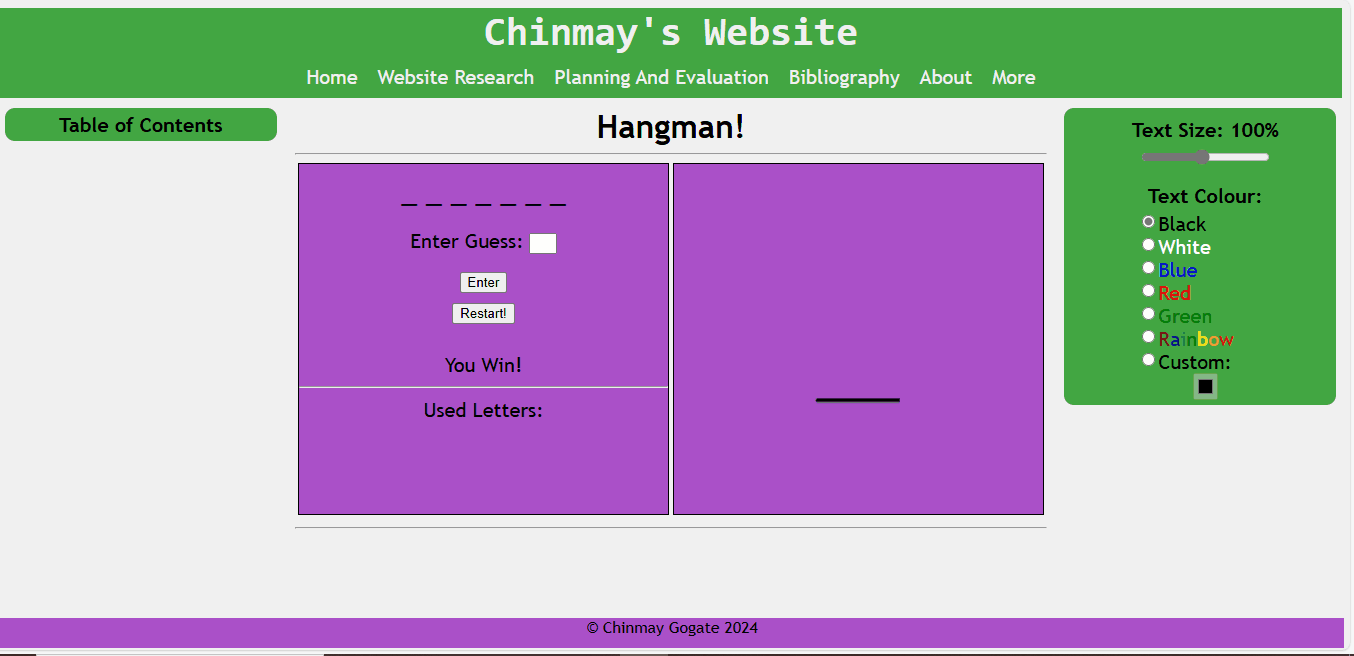 Chinmay's Website
Home Website Research Planning And Evaluation Bibliography About More
Table of Contents
Hangman!
_ _ _ _ _ _ _
Enter Guess:
Enter
Restart!
You Win!
Used Letters:
Text Size: 100%
Text Colour:
Black
White
Blue
Red
Green
Rainbow
Custom:
© Chinmay Gogate 2024